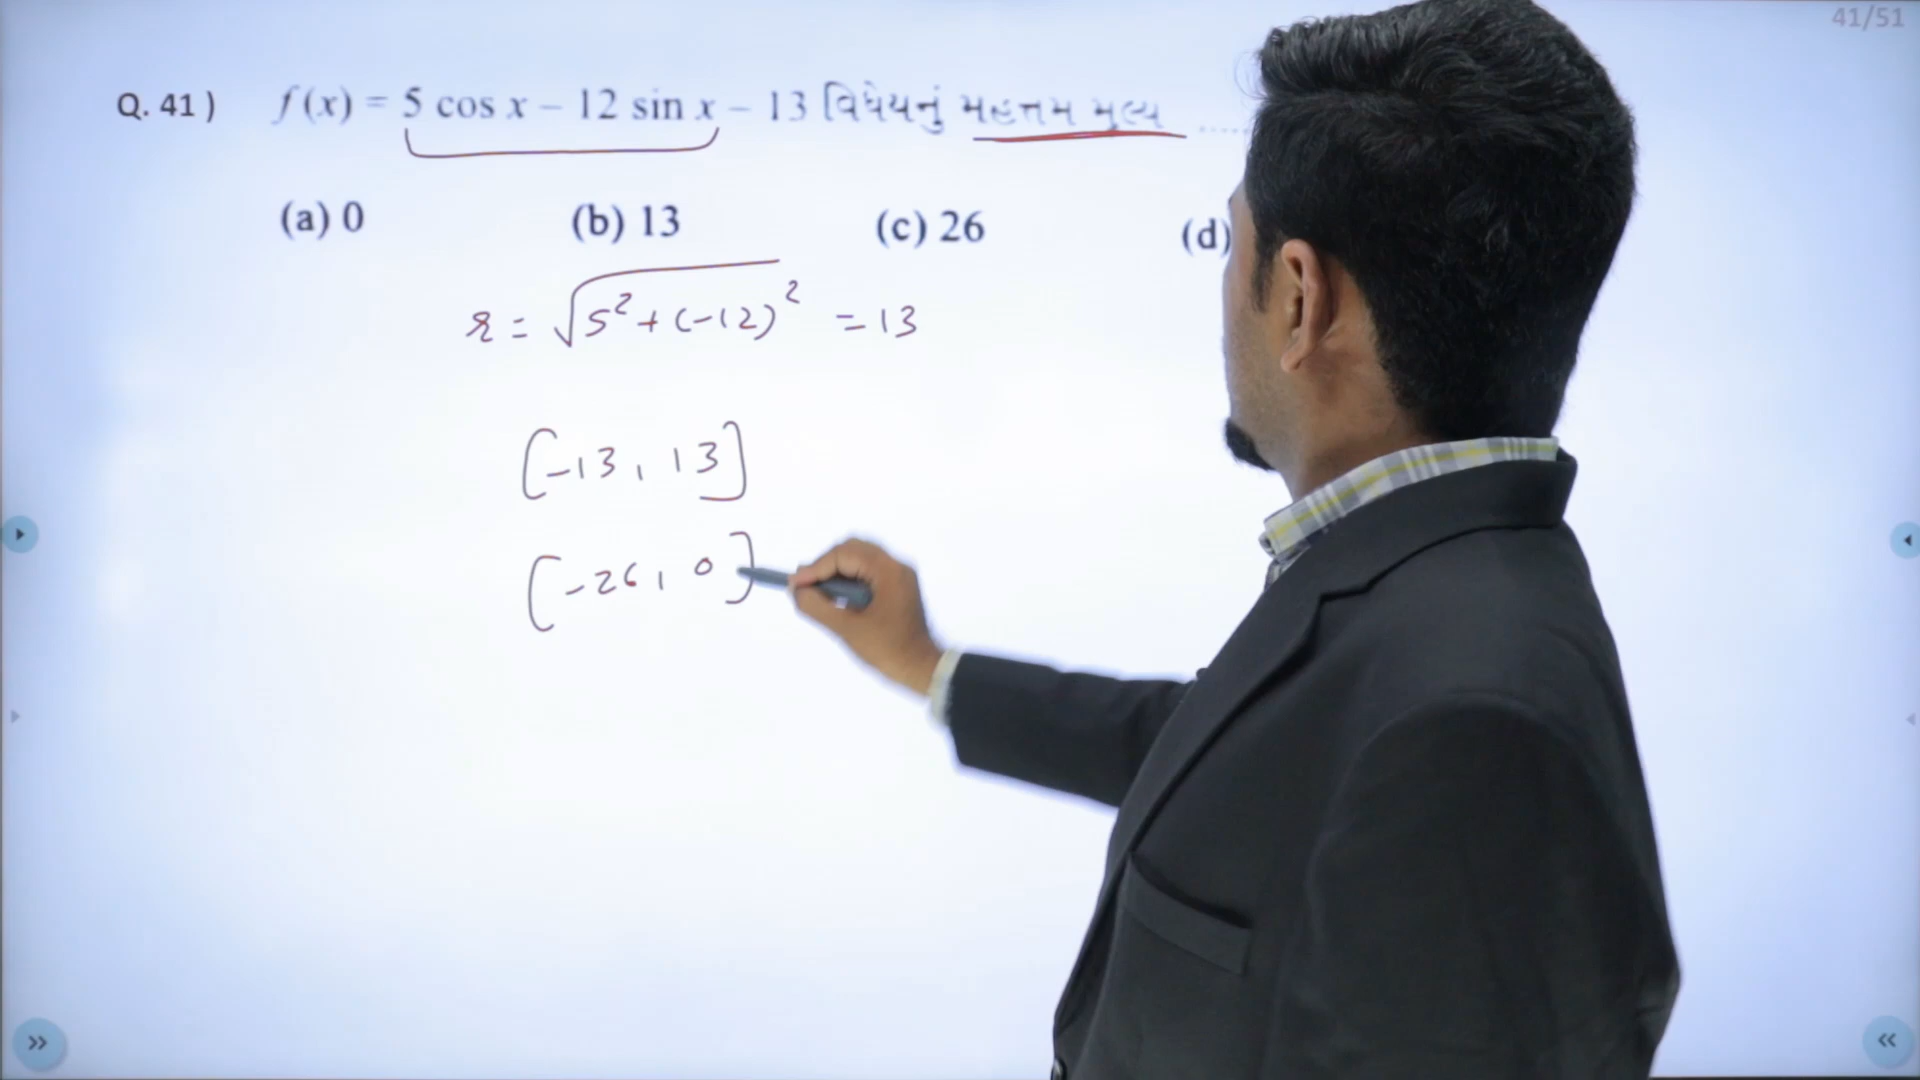 41/51
Q. 41 ) f (x) = 5 cos x – 12 sin x – 13 વિધેયનું મહત્તમ મૂલ્ય ......
(a) 0 (b) 13 (c) 26 (d)
r = √5² + (-12)² = 13
[-13, 13]
[-26, 0]